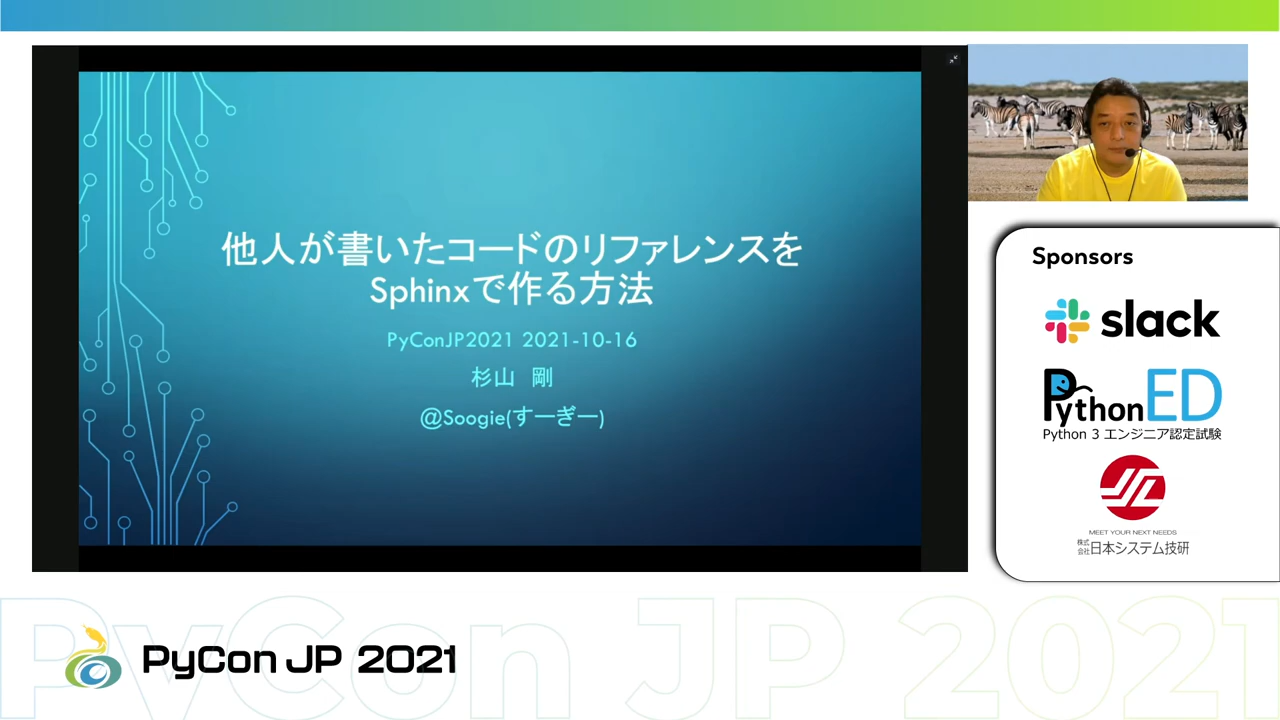 他人が書いたコードのリファレンスを
Sphinxで作る方法
PyConJP2021 2021-10-16
杉山 剛
@Soogie(すーぎー)
Sponsors
slack
PythonED
Python 3 エンジニア認定試験
MEET YOUR NEXT NEEDS
株式会社日本システム技研
PyCon JP 2021
PyCon JP 2021